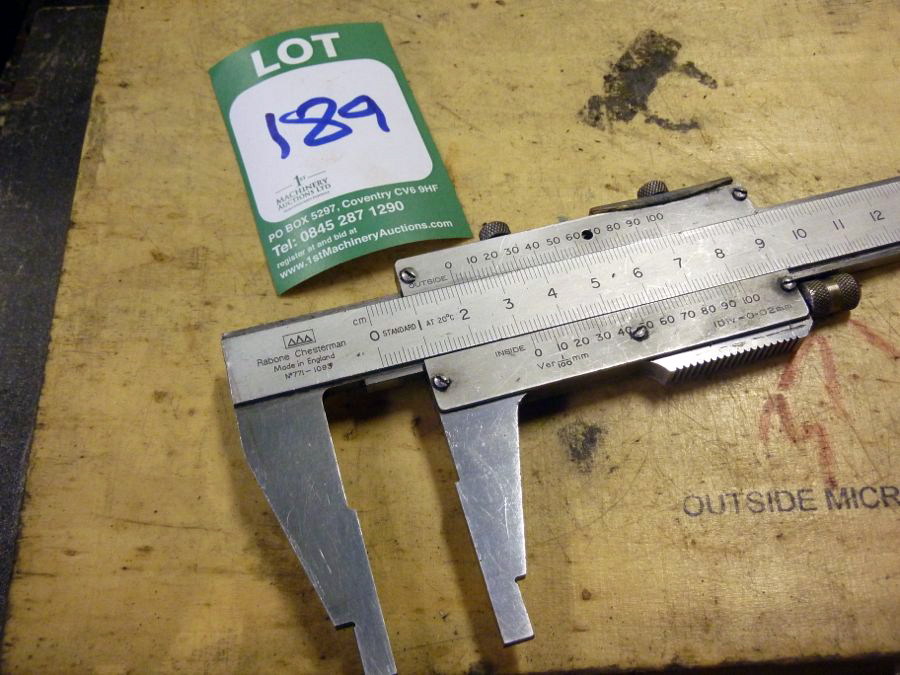 LOT
189
1ST
MACHINERY
AUCTIONS LTD
PO BOX 5297, Coventry CV6 9HF
Tel: 0845 287 1290
register at and bid at
www.1stMachineryAuctions.com
OUTSIDE 0 10 20 30 40 50 60 70 80 90 100
cm 0 STANDARD 1 AT 20°C 2 3 4 5 6 7 8 9 10 11 12
Rabone Chesterman
Made in England
Nº771-1093
INSIDE 0 10 20 30 40 50 60 70 80 90 100
Ver 1/100 mm
1Div=0·02mm
OUTSIDE MICR